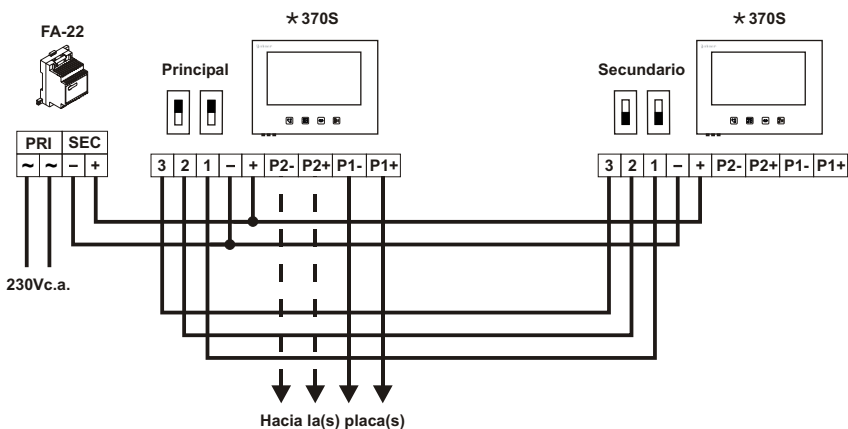 FA-22
* 370S
* 370S
Principal
Secundario
PRI SEC
~ ~ – +
3 2 1 – + P2- P2+ P1- P1+
3 2 1 – + P2- P2+ P1- P1+
230Vc.a.
Hacia la(s) placa(s)